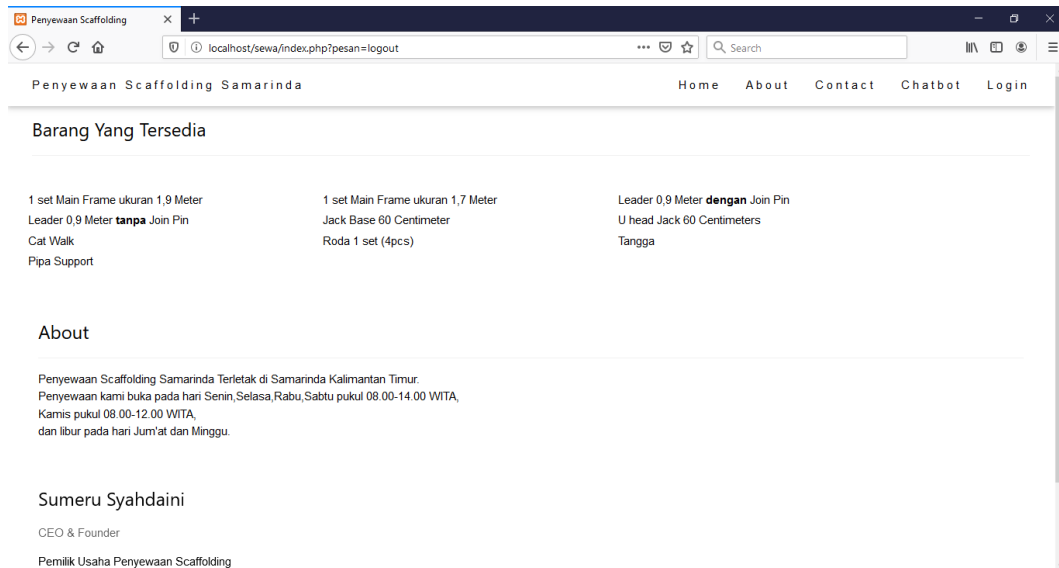 Penyewaan Scaffolding
localhost/sewa/index.php?pesan=logout
Search
Penyewaan Scaffolding Samarinda
Home About Contact Chatbot Login
Barang Yang Tersedia
1 set Main Frame ukuran 1,9 Meter
1 set Main Frame ukuran 1,7 Meter
Leader 0,9 Meter dengan Join Pin
Leader 0,9 Meter tanpa Join Pin
Jack Base 60 Centimeter
U head Jack 60 Centimeters
Cat Walk
Roda 1 set (4pcs)
Tangga
Pipa Support
About
Penyewaan Scaffolding Samarinda Terletak di Samarinda Kalimantan Timur.
Penyewaan kami buka pada hari Senin,Selasa,Rabu,Sabtu pukul 08.00-14.00 WITA,
Kamis pukul 08.00-12.00 WITA,
dan libur pada hari Jum'at dan Minggu.
Sumeru Syahdaini
CEO & Founder
Pemilik Usaha Penyewaan Scaffolding